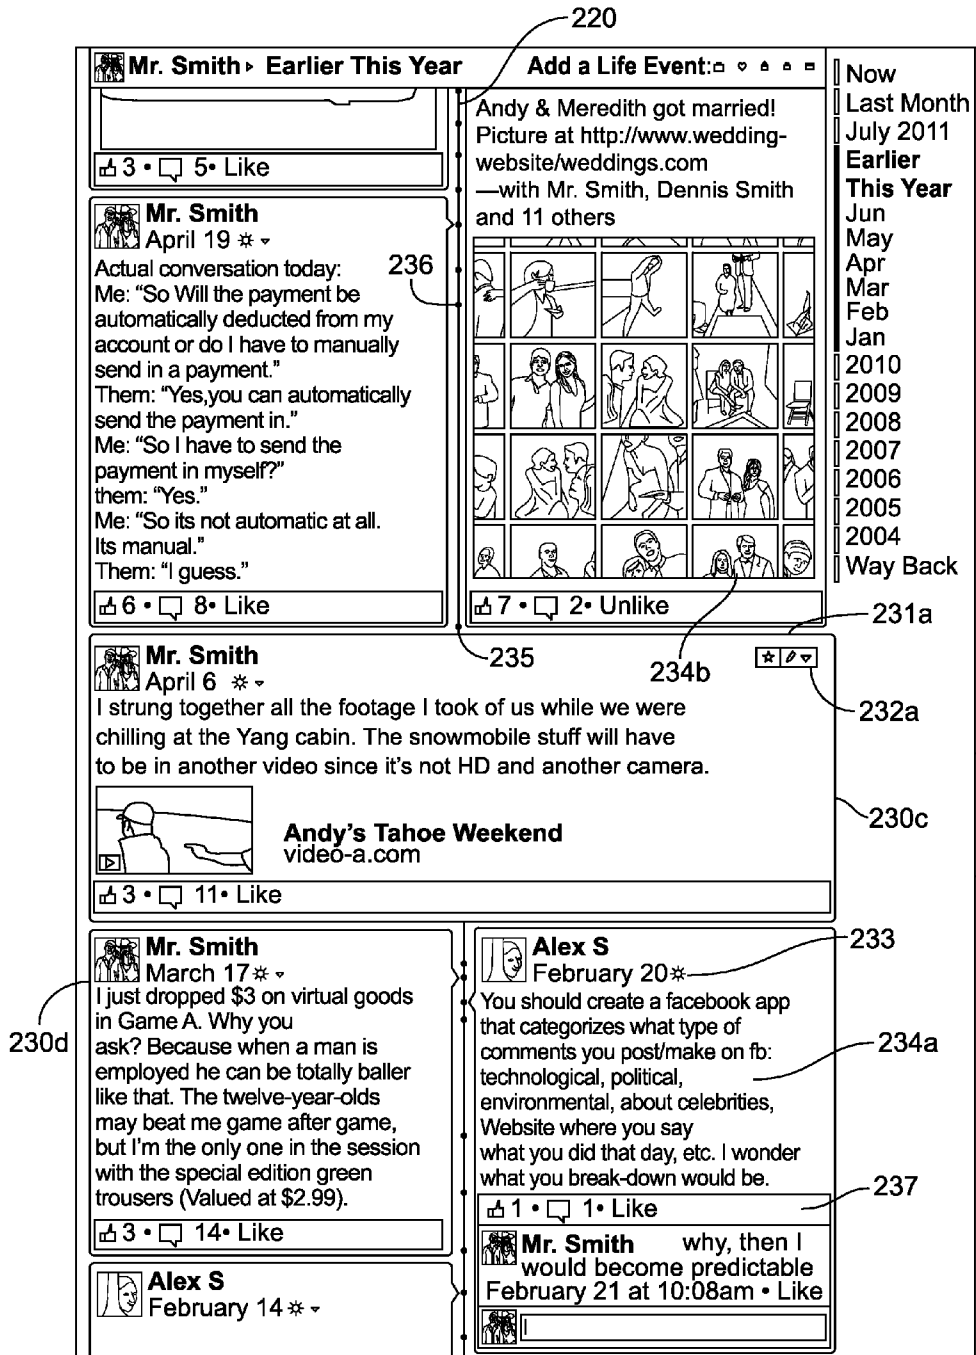 220
Mr. Smith ▸ Earlier This Year
Add a Life Event:
3 • 5• Like
Mr. Smith
April 19
236
Actual conversation today:
Me: “So Will the payment be
automatically deducted from my
account or do I have to manually
send in a payment.”
Them: “Yes,you can automatically
send the payment in.”
Me: “So I have to send the
payment in myself?”
them: “Yes.”
Me: “So its not automatic at all.
Its manual.”
Them: “I guess.”
6 • 8• Like
Andy & Meredith got married!
Picture at http://www.wedding-
website/weddings.com
—with Mr. Smith, Dennis Smith
and 11 others
7 • 2• Unlike
Now
Last Month
July 2011
Earlier
This Year
Jun
May
Apr
Mar
Feb
Jan
2010
2009
2008
2007
2006
2005
2004
Way Back
231a
235
234b
232a
Mr. Smith
April 6
I strung together all the footage I took of us while we were
chilling at the Yang cabin. The snowmobile stuff will have
to be in another video since it’s not HD and another camera.
230c
Andy’s Tahoe Weekend
video-a.com
3 • 11• Like
Mr. Smith
March 17
230d
I just dropped $3 on virtual goods
in Game A. Why you
ask? Because when a man is
employed he can be totally baller
like that. The twelve-year-olds
may beat me game after game,
but I’m the only one in the session
with the special edition green
trousers (Valued at $2.99).
3 • 14• Like
Alex S
February 14
Alex S
February 20
233
You should create a facebook app
that categorizes what type of
comments you post/make on fb:
technological, political,
environmental, about celebrities,
Website where you say
what you did that day, etc. I wonder
what you break-down would be.
234a
237
1 • 1• Like
Mr. Smith why, then I
would become predictable
February 21 at 10:08am • Like